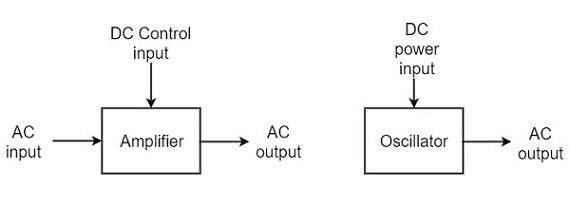 DC Control
input
AC
input
Amplifier
AC
output
DC
power
input
Oscillator
AC
output